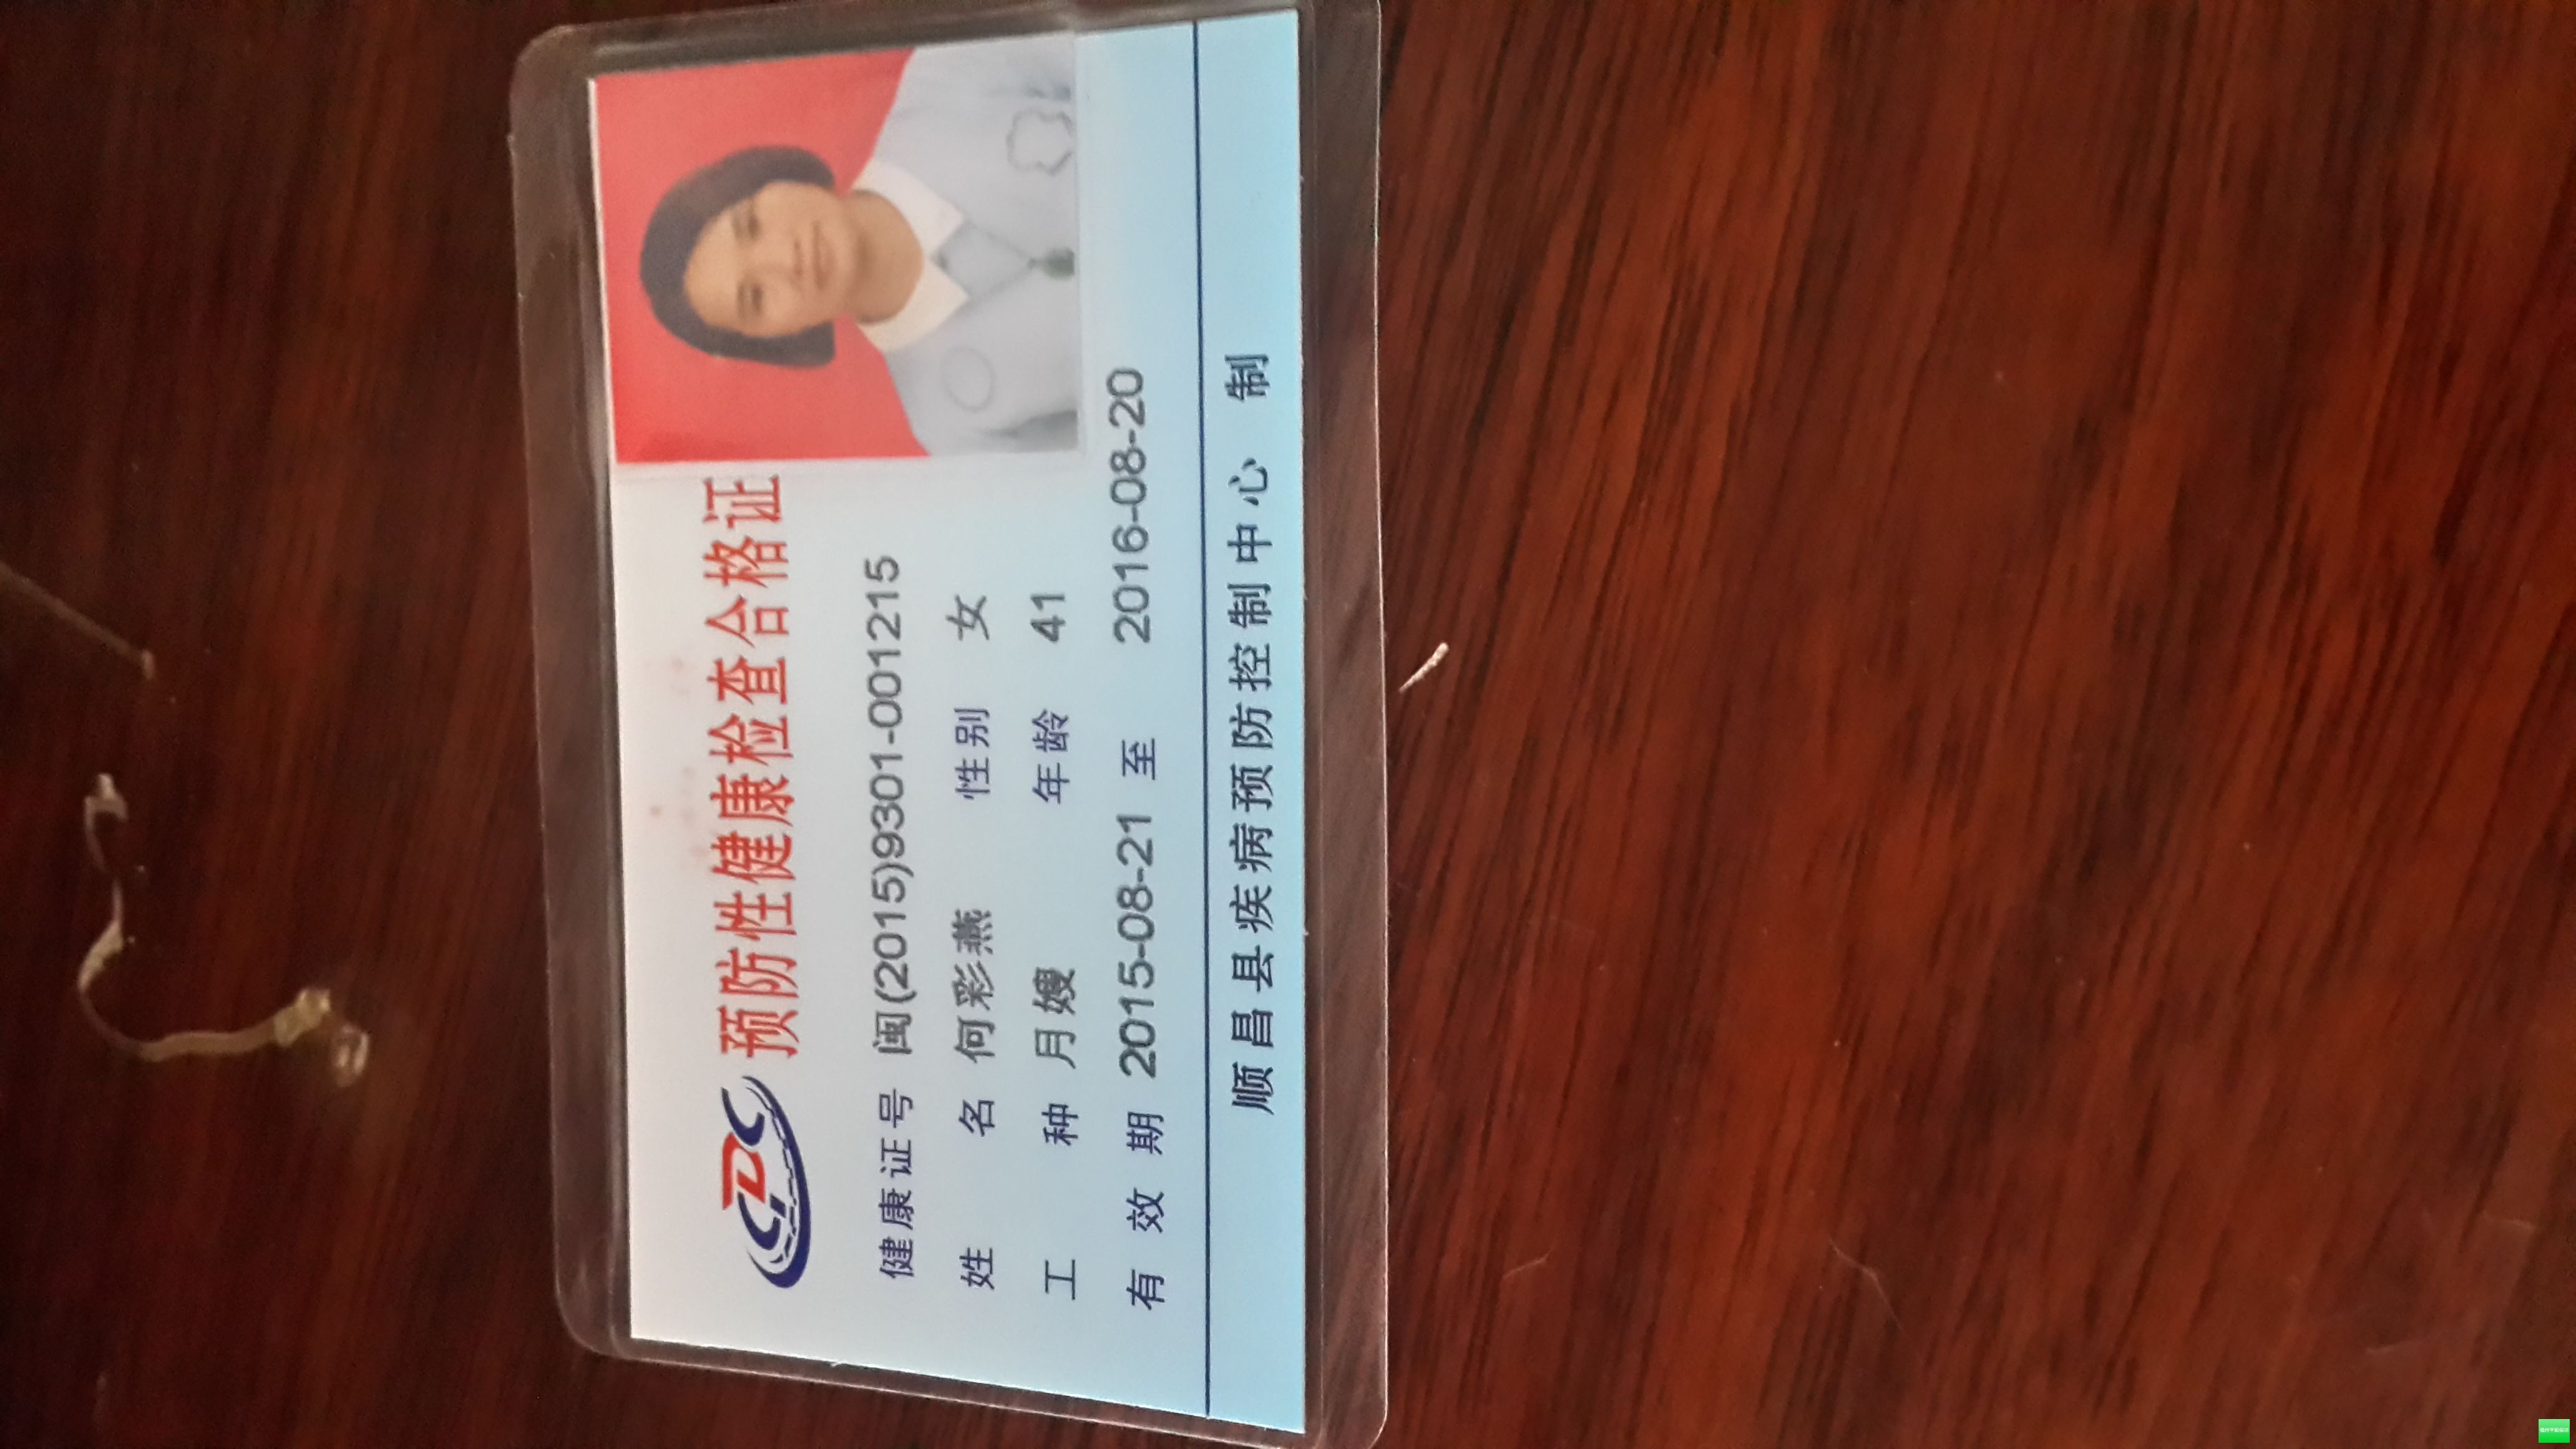 CDC 预防性健康检查合格证
健康证号 闽(2015)9301-001215
姓 名 何彩燕 性别 女
工 种 月嫂 年龄 41
有 效 期 2015-08-21 至 2016-08-20
顺昌县疾病预防控制中心 制